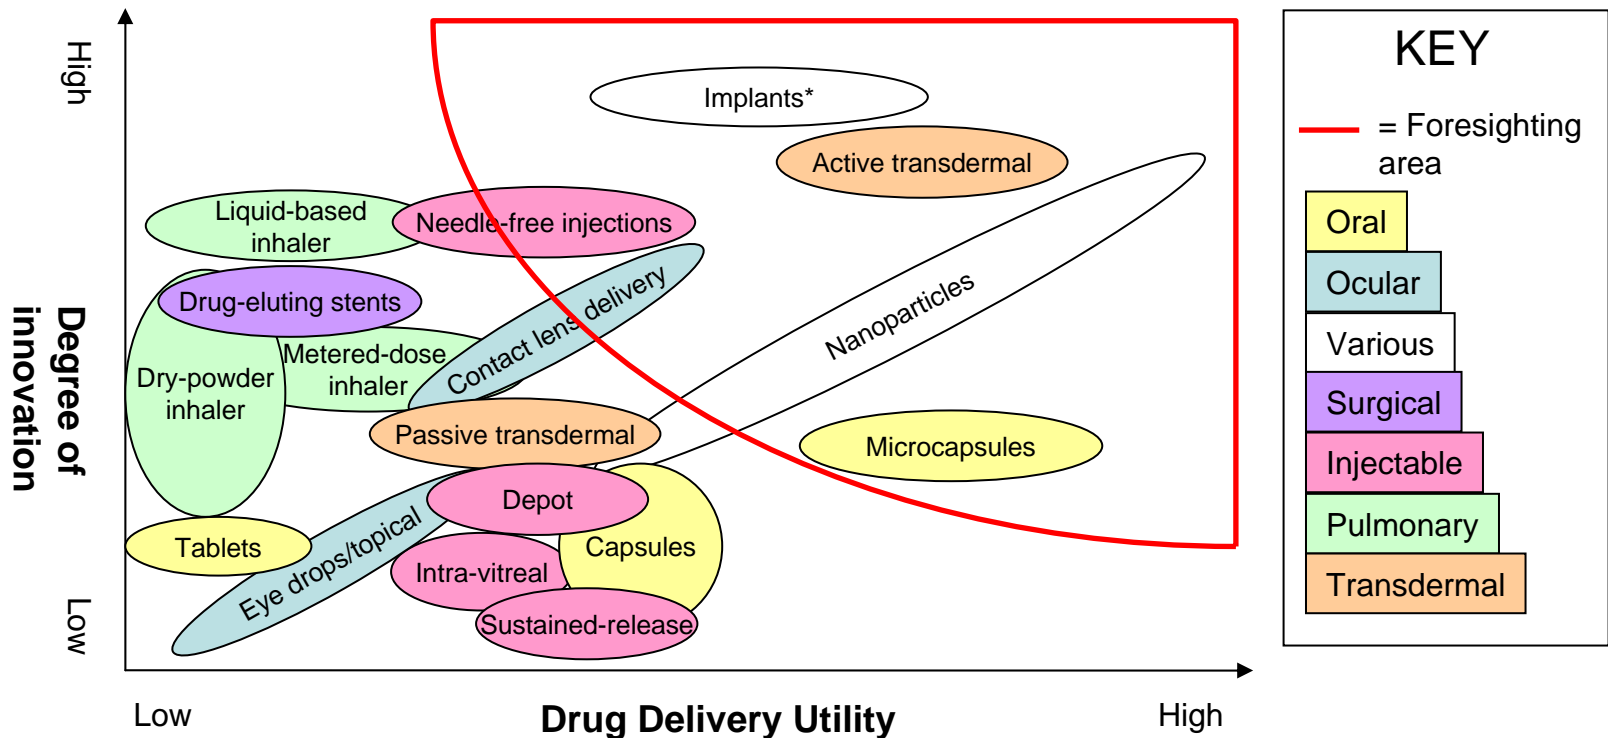 High
Low
Degree of
innovation
Implants*
Active transdermal
Liquid-based
inhaler
Needle-free injections
Drug-eluting stents
Contact lens delivery
Nanoparticles
Metered-dose
inhaler
Dry-powder
inhaler
Passive transdermal
Microcapsules
Depot
Tablets
Eye drops/topical
Capsules
Intra-vitreal
Sustained-release
Low
Drug Delivery Utility
High
KEY
= Foresighting
area
Oral
Ocular
Various
Surgical
Injectable
Pulmonary
Transdermal